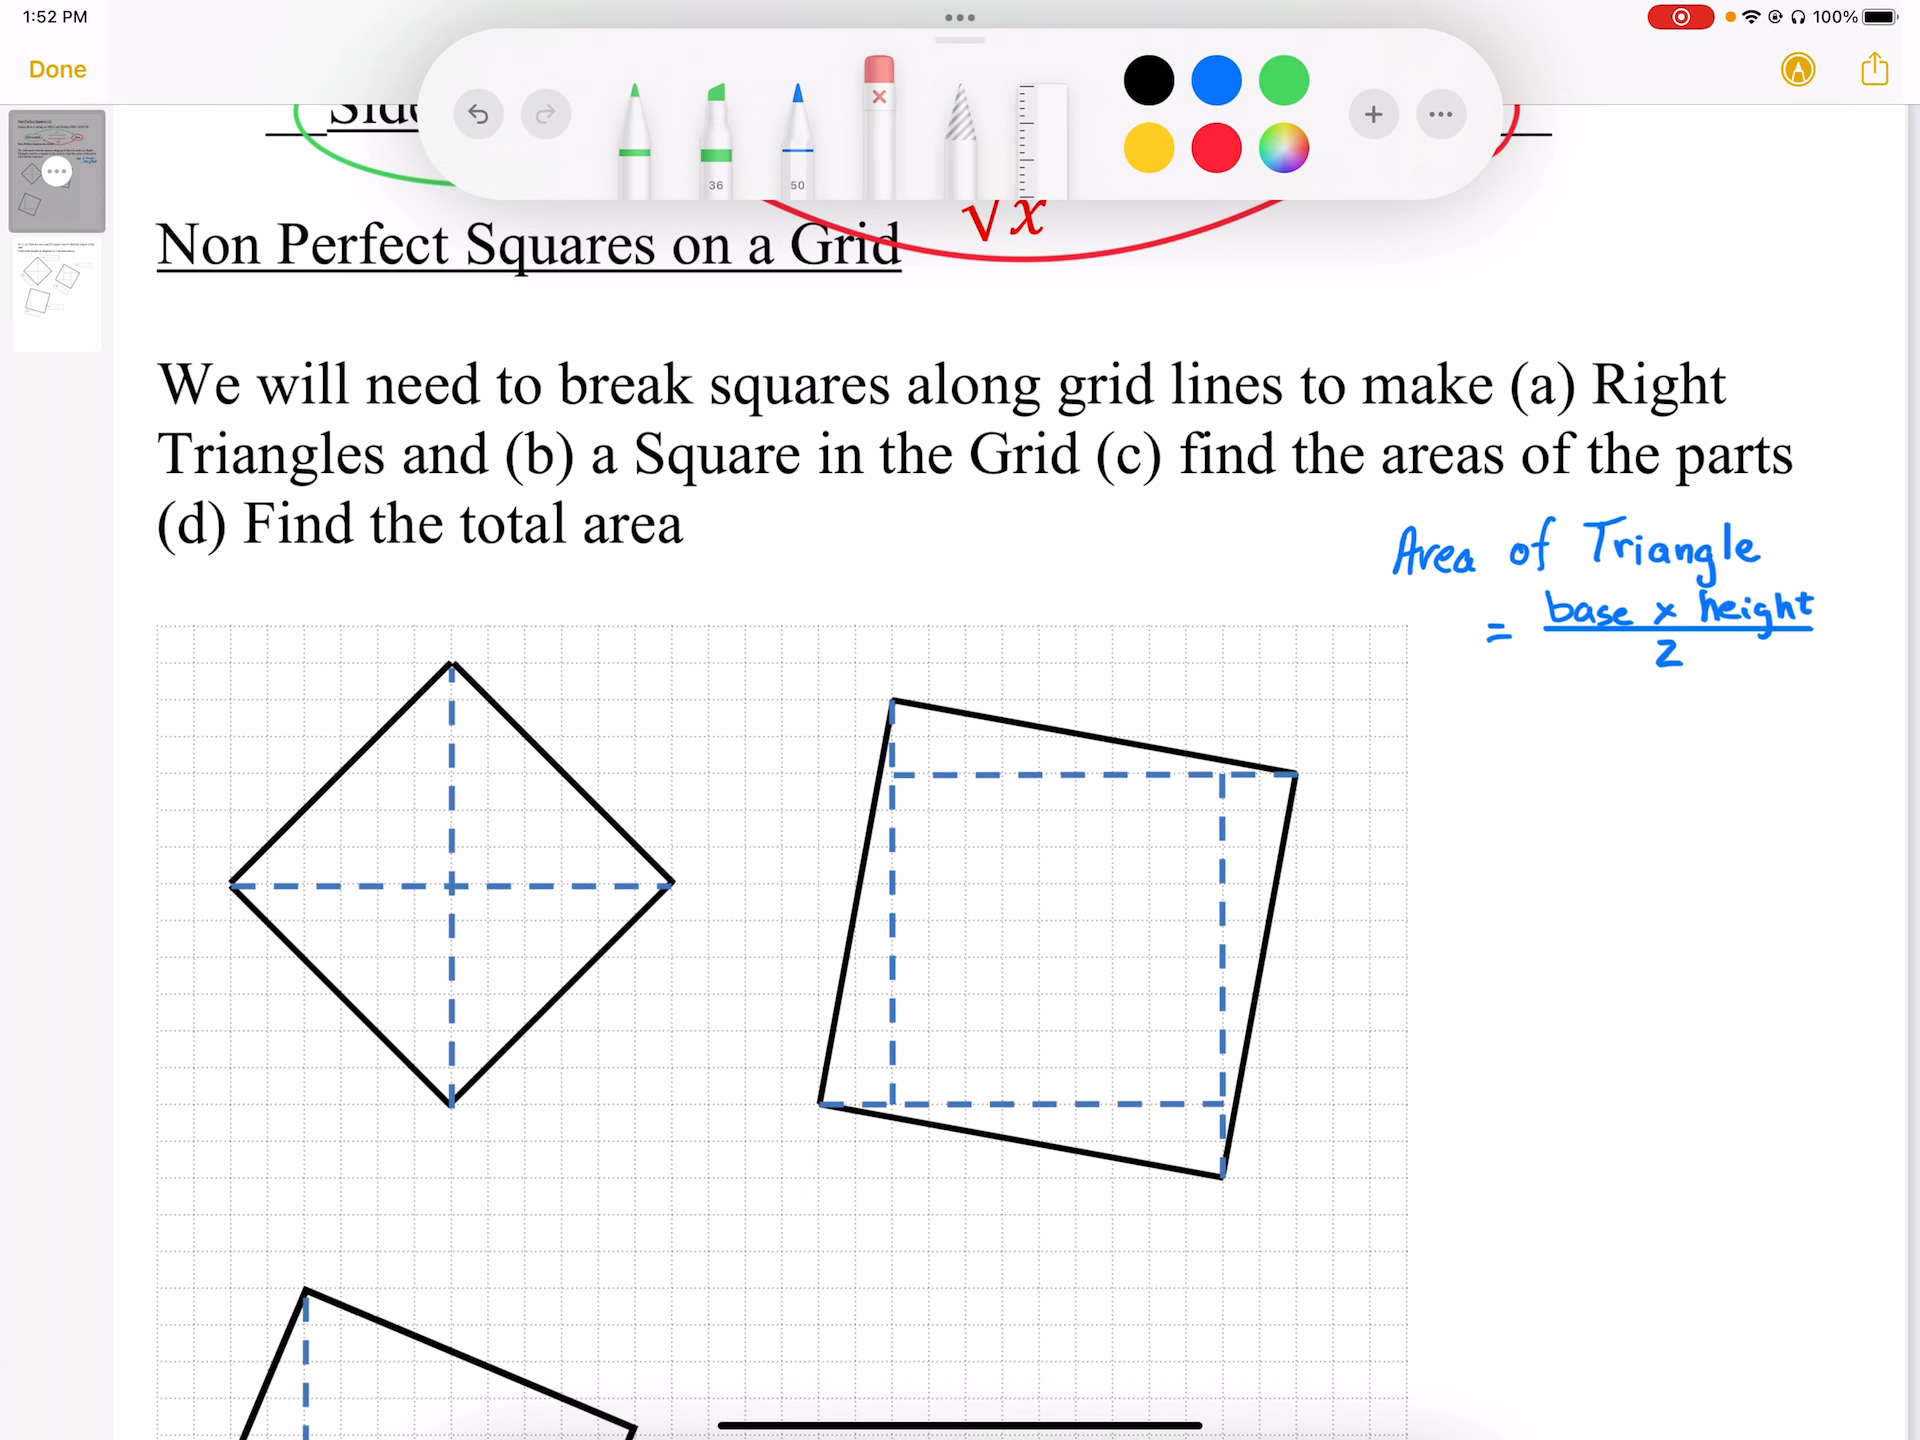 1:52 PM
100%
Done
36
50
√x
Non Perfect Squares on a Grid
We will need to break squares along grid lines to make (a) Right
Triangles and (b) a Square in the Grid (c) find the areas of the parts
(d) Find the total area
Area of Triangle
= base x height
2